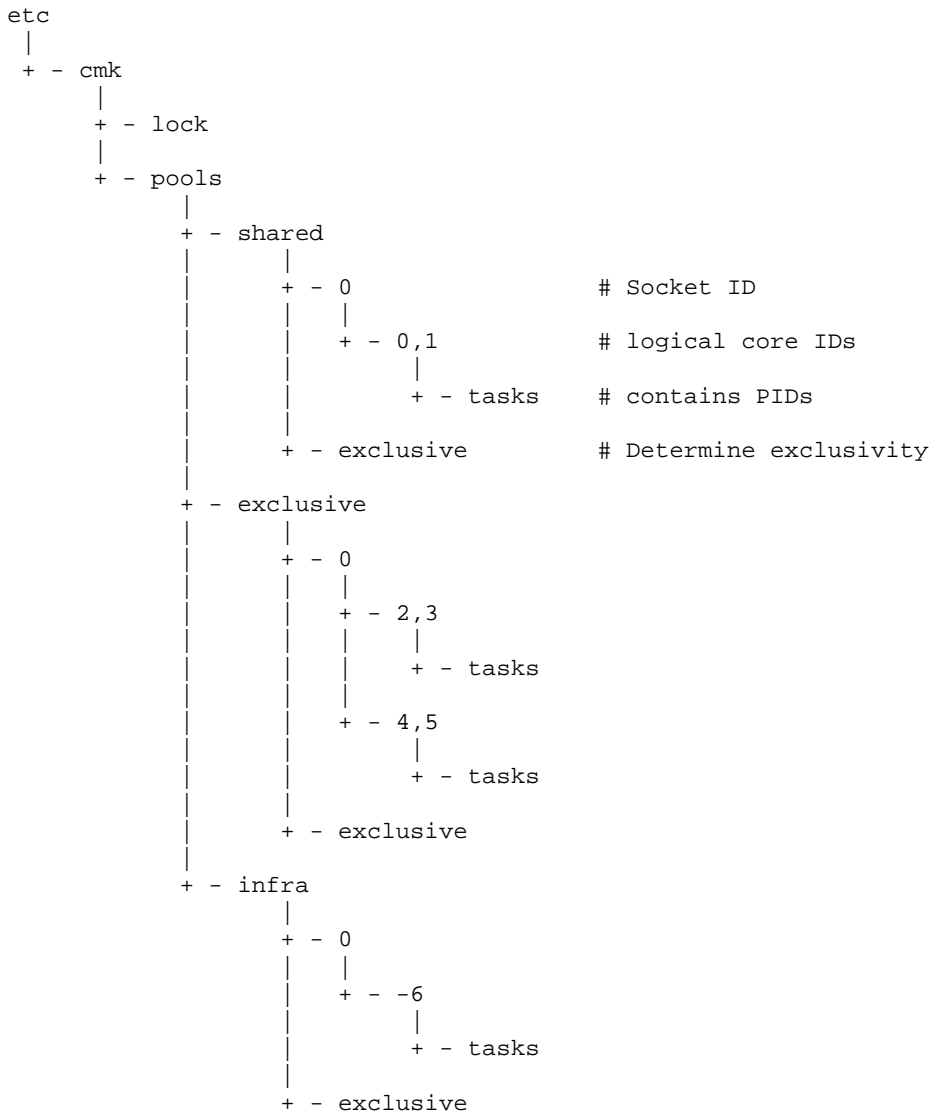 etc
|
+ - cmk
|
+ - lock
|
+ - pools
|
+ - shared
| |
| + - 0 # Socket ID
| | |
| | + - 0,1 # logical core IDs
| | |
| | + - tasks # contains PIDs
| |
| + - exclusive # Determine exclusivity
|
+ - exclusive
| |
| + - 0
| | |
| | + - 2,3
| | | |
| | | + - tasks
| | |
| | + - 4,5
| | |
| | + - tasks
| |
| + - exclusive
|
+ - infra
|
+ - 0
| |
| + - -6
| |
| + - tasks
|
+ - exclusive